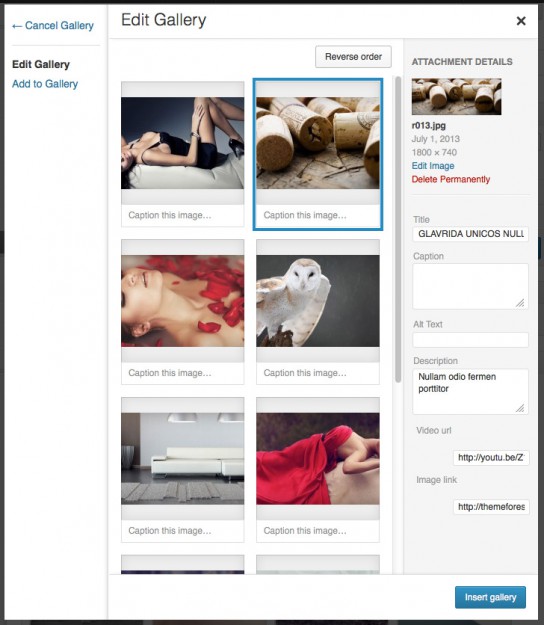 ← Cancel Gallery
Edit Gallery
Add to Gallery
Edit Gallery
×
Reverse order
Caption this image…
Caption this image…
Caption this image…
Caption this image…
Caption this image…
Caption this image…
ATTACHMENT DETAILS
r013.jpg
July 1, 2013
1800 × 740
Edit Image
Delete Permanently
Title
GLAVRIDA UNICOS NULL
Caption
Alt Text
Description
Nullam odio fermen
porttitor
Video url
http://youtu.be/Z
Image link
http://themefores
Insert gallery